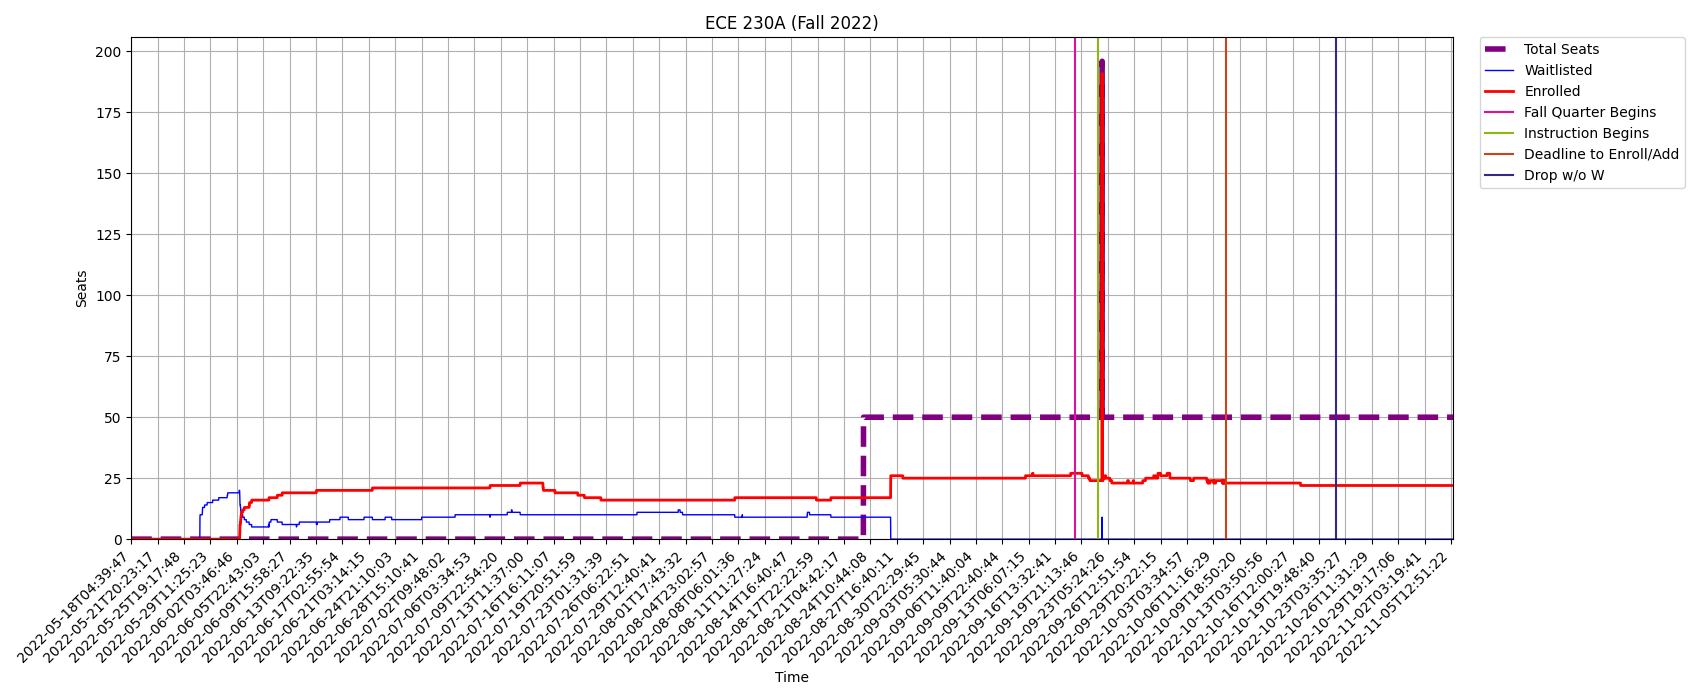 ECE 230A (Fall 2022)
200
175
150
125
100
75
50
25
0
Seats
Total Seats
Waitlisted
Enrolled
Fall Quarter Begins
Instruction Begins
Deadline to Enroll/Add
Drop w/o W
2022-05-18T04:39:47
2022-05-21T20:23:17
2022-05-25T19:17:48
2022-05-29T11:25:23
2022-06-02T03:46:46
2022-06-05T22:43:03
2022-06-09T15:58:27
2022-06-13T09:22:35
2022-06-17T02:55:54
2022-06-21T03:14:15
2022-06-24T21:10:03
2022-06-28T15:10:41
2022-07-02T09:48:02
2022-07-06T03:34:53
2022-07-09T22:54:20
2022-07-13T11:37:00
2022-07-16T16:11:07
2022-07-19T20:51:59
2022-07-23T01:31:39
2022-07-26T06:22:51
2022-07-29T12:40:41
2022-08-01T17:43:32
2022-08-04T23:02:57
2022-08-08T06:01:36
2022-08-11T11:27:24
2022-08-14T16:40:47
2022-08-17T22:22:59
2022-08-21T04:42:17
2022-08-24T10:44:08
2022-08-27T16:40:11
2022-08-30T22:29:45
2022-09-03T05:30:44
2022-09-06T11:40:04
2022-09-09T22:40:44
2022-09-13T06:07:15
2022-09-16T13:32:41
2022-09-19T21:13:46
2022-09-23T05:24:26
2022-09-26T12:51:54
2022-09-29T20:22:15
2022-10-03T03:34:57
2022-10-06T11:16:29
2022-10-09T18:50:20
2022-10-13T03:50:56
2022-10-16T12:00:27
2022-10-19T19:48:40
2022-10-23T03:35:27
2022-10-26T11:31:29
2022-10-29T19:17:06
2022-11-02T03:19:41
2022-11-05T12:51:22
Time